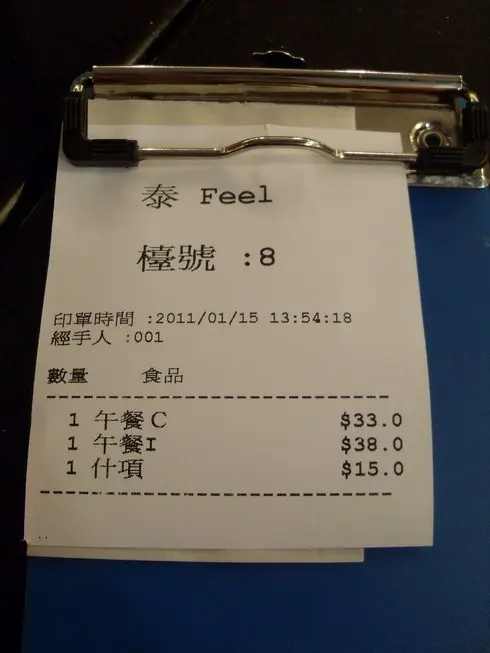 泰 Feel
檯號 :8
印單時間 :2011/01/15 13:54:18
經手人 :001
數量 食品
1 午餐C $33.0
1 午餐I $38.0
1 什項 $15.0